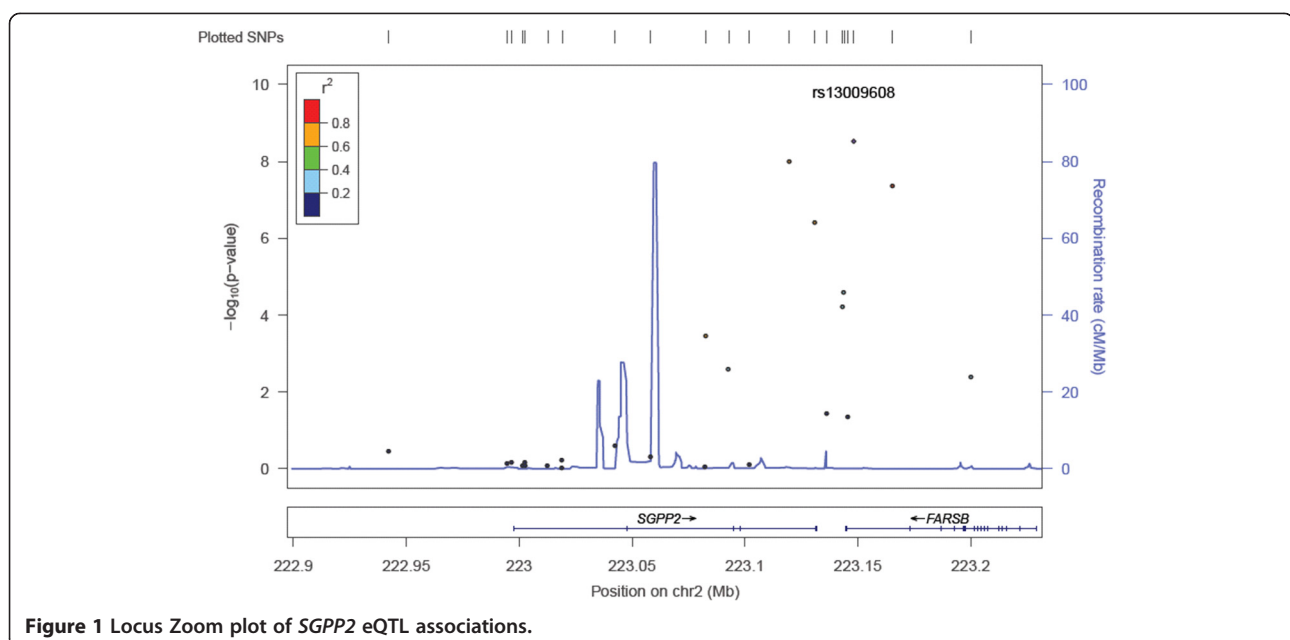 Plotted SNPs
r²
0.8
0.6
0.4
0.2
rs13009608
10
8
6
4
2
0
−log₁₀(p−value)
100
80
60
40
20
0
Recombination rate (cM/Mb)
SGPP2→
←FARSB
222.9 222.95 223 223.05 223.1 223.15 223.2
Position on chr2 (Mb)
Figure 1 Locus Zoom plot of SGPP2 eQTL associations.